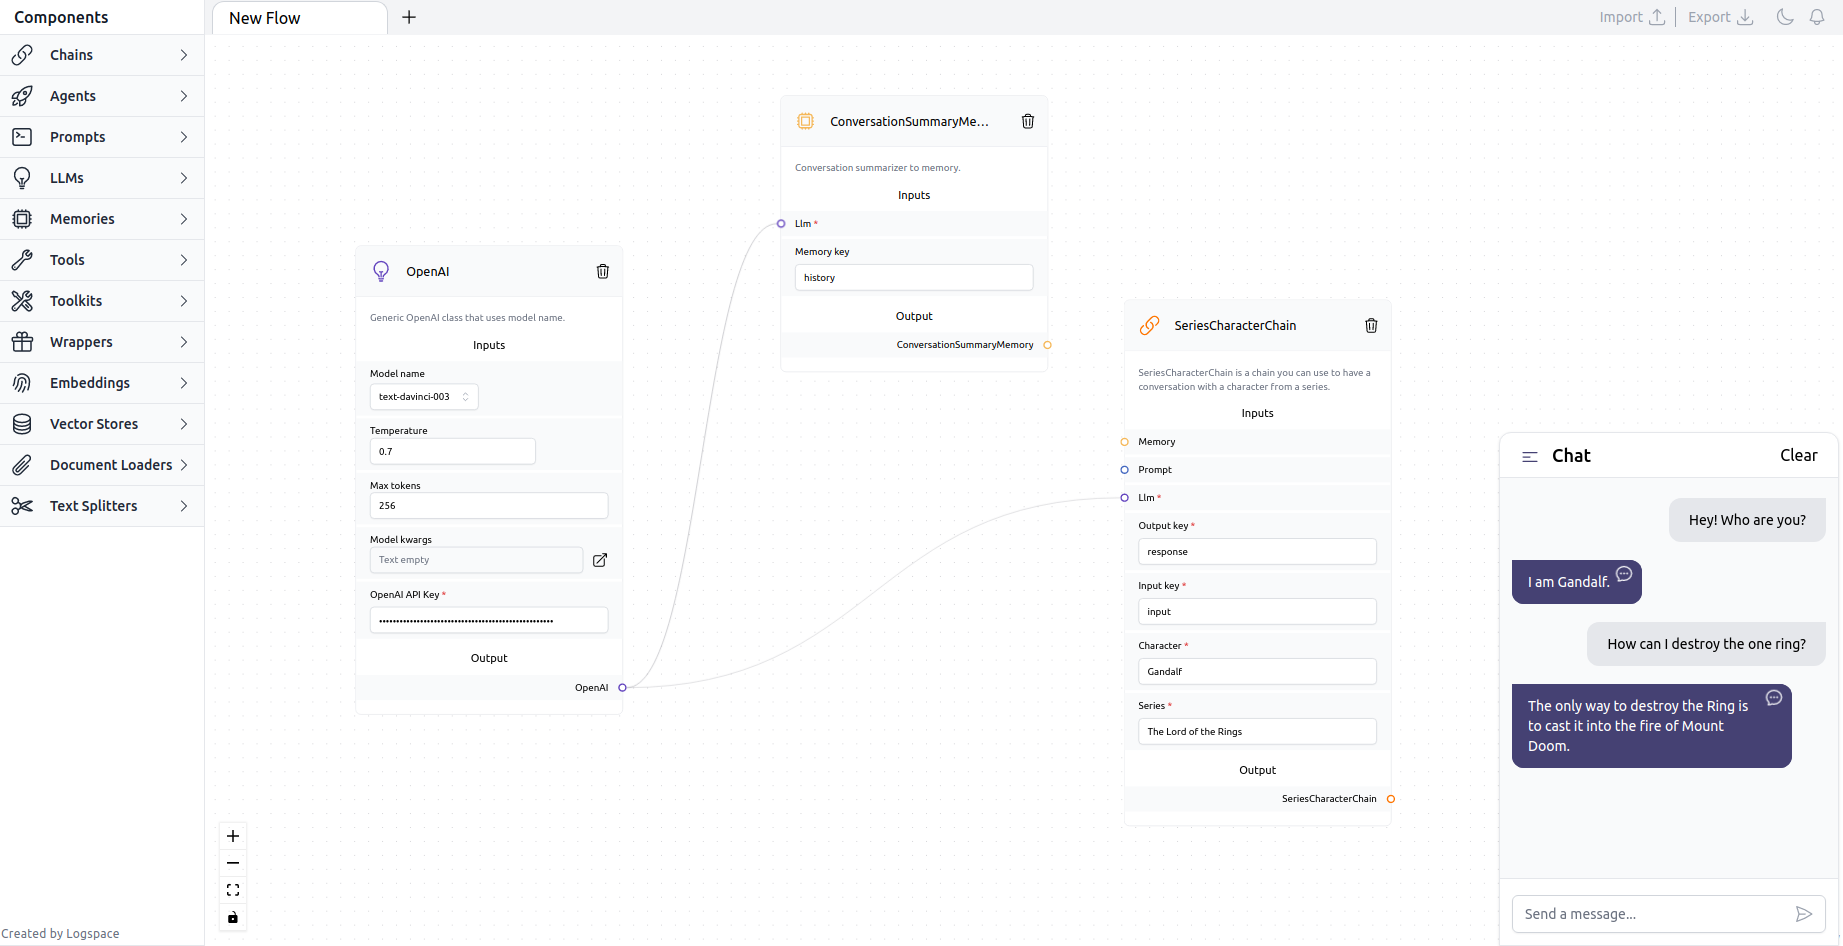 Components
New Flow
Import
Export
Chains
Agents
Prompts
LLMs
Memories
Tools
Toolkits
Wrappers
Embeddings
Vector Stores
Document Loaders
Text Splitters
Created by Logspace
OpenAI
Generic OpenAI class that uses model name.
Inputs
Model name
text-davinci-003
Temperature
0.7
Max tokens
256
Model kwargs
Text empty
OpenAI API Key *
••••••••••••••••••••••••••••••••••••••••••••••••••
Output
OpenAI
ConversationSummaryMe...
Conversation summarizer to memory.
Inputs
Llm *
Memory key
history
Output
ConversationSummaryMemory
SeriesCharacterChain
SeriesCharacterChain is a chain you can use to have a
conversation with a character from a series.
Inputs
Memory
Prompt
Llm *
Output key *
response
Input key *
input
Character *
Gandalf
Series *
The Lord of the Rings
Output
SeriesCharacterChain
Chat
Clear
Hey! Who are you?
I am Gandalf.
How can I destroy the one ring?
The only way to destroy the Ring is
to cast it into the fire of Mount
Doom.
Send a message...